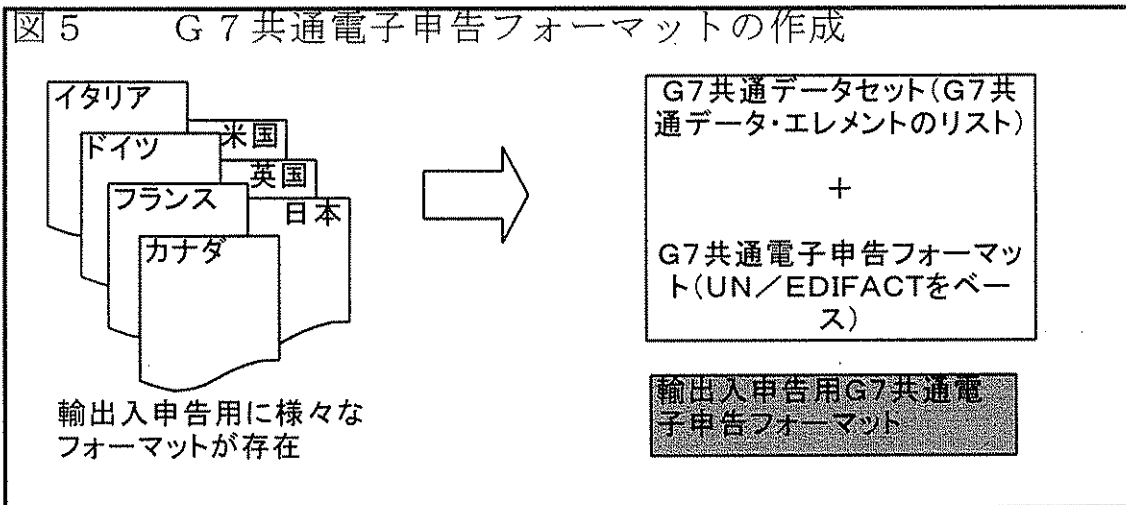 図5　　G7共通電子申告フォーマットの作成
イタリア
米国
ドイツ
英国
フランス
日本
カナダ
輸出入申告用に様々な
フォーマットが存在
G7共通データセット(G7共
通データ・エレメントのリスト)
+
G7共通電子申告フォーマッ
ト(UN/EDIFACTをベー
ス)
輸出入申告用G7共通電
子申告フォーマット